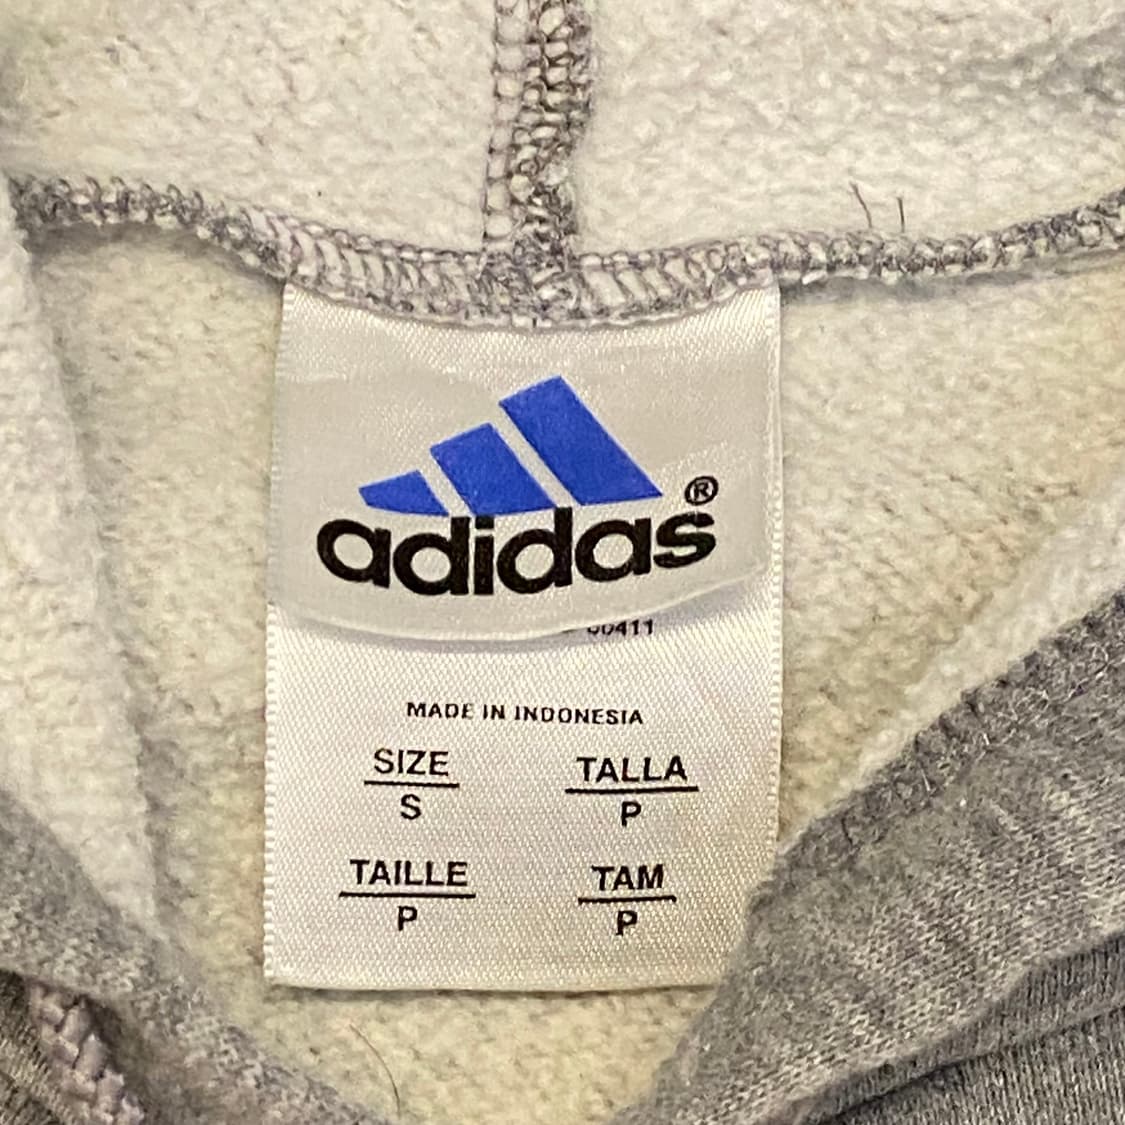 adidas®
MADE IN INDONESIA
SIZE TALLA
S P
TAILLE TAM
P P